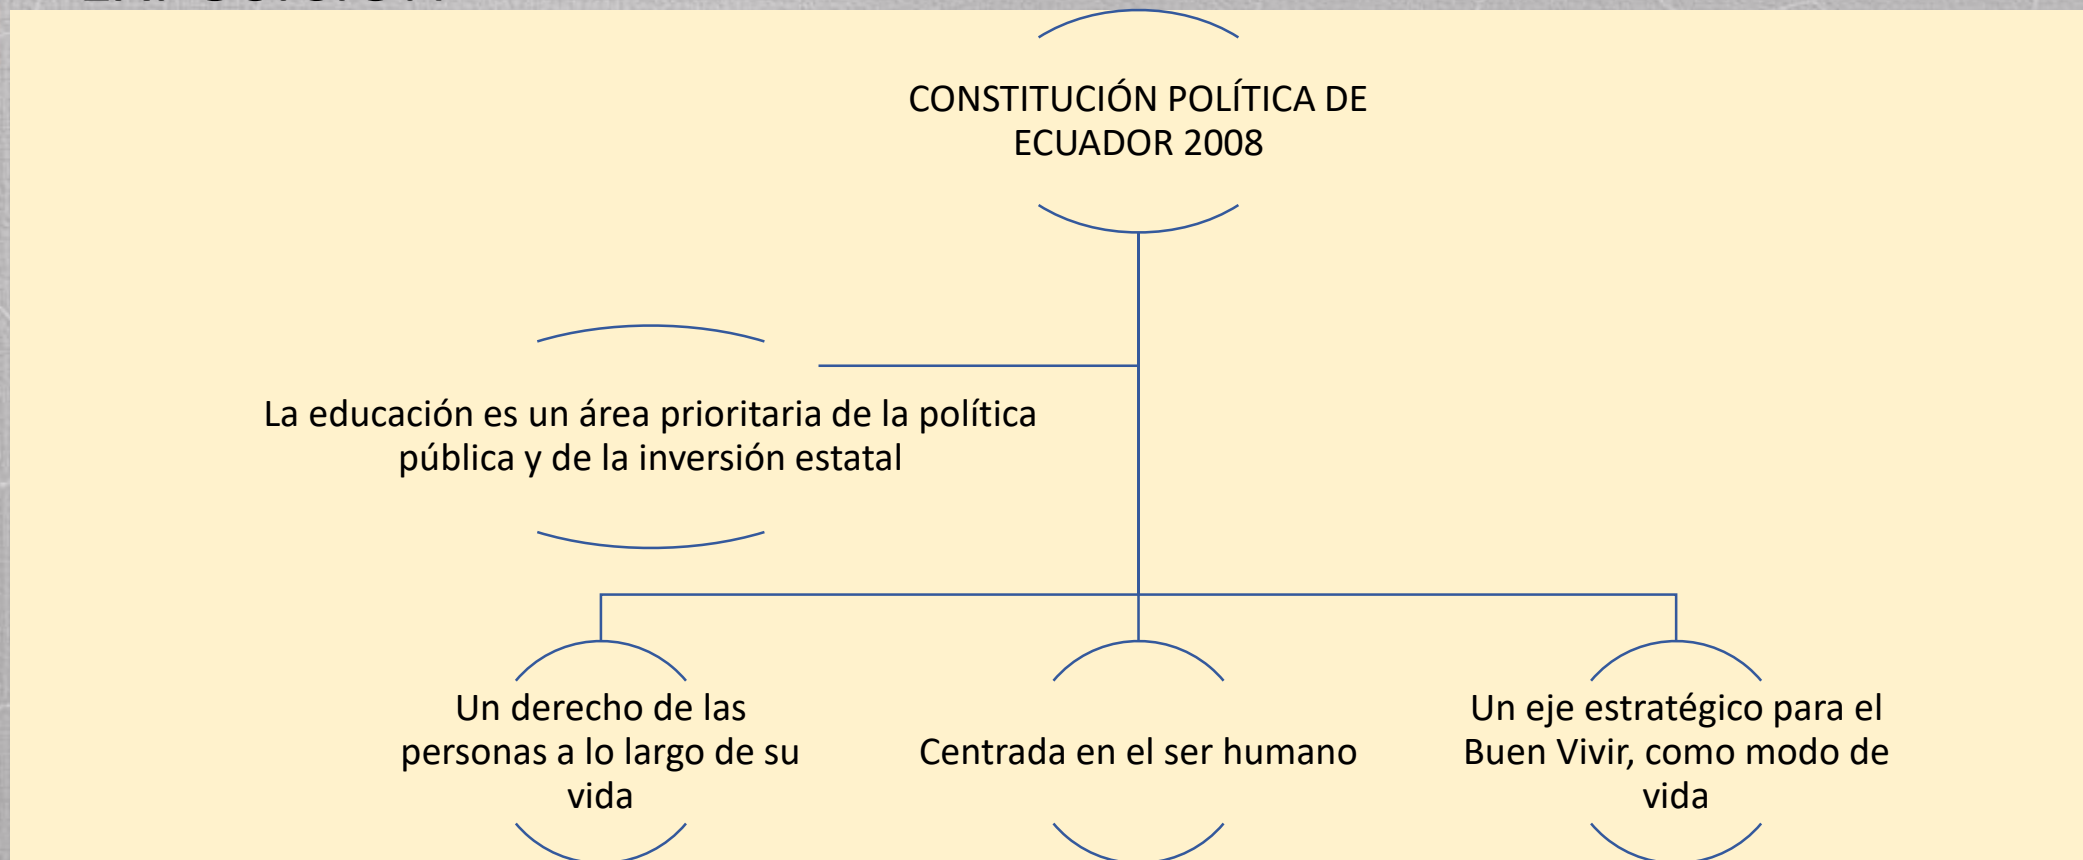 CONSTITUCIÓN POLÍTICA DE
ECUADOR 2008
La educación es un área prioritaria de la política
pública y de la inversión estatal
Un derecho de las
personas a lo largo de su
vida
Centrada en el ser humano
Un eje estratégico para el
Buen Vivir, como modo de
vida